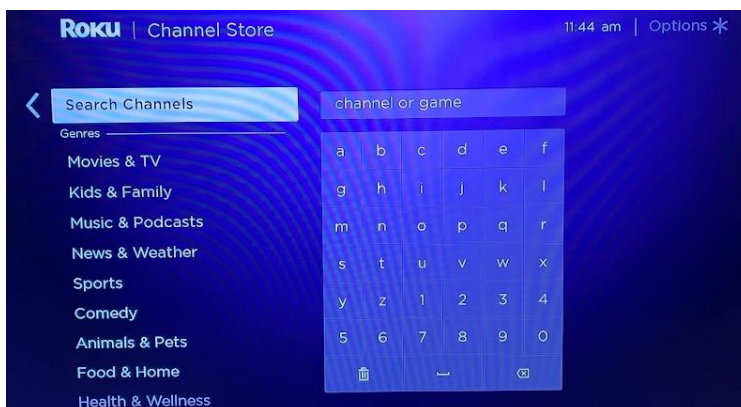 ROKU | Channel Store
11:44 am | Options
Search Channels
channel or game
Genres
Movies & TV
Kids & Family
Music & Podcasts
News & Weather
Sports
Comedy
Animals & Pets
Food & Home
Health & Wellness
a b c d e f
g h i j k l
m n o p q r
s t u v w x
y z 1 2 3 4
5 6 7 8 9 0